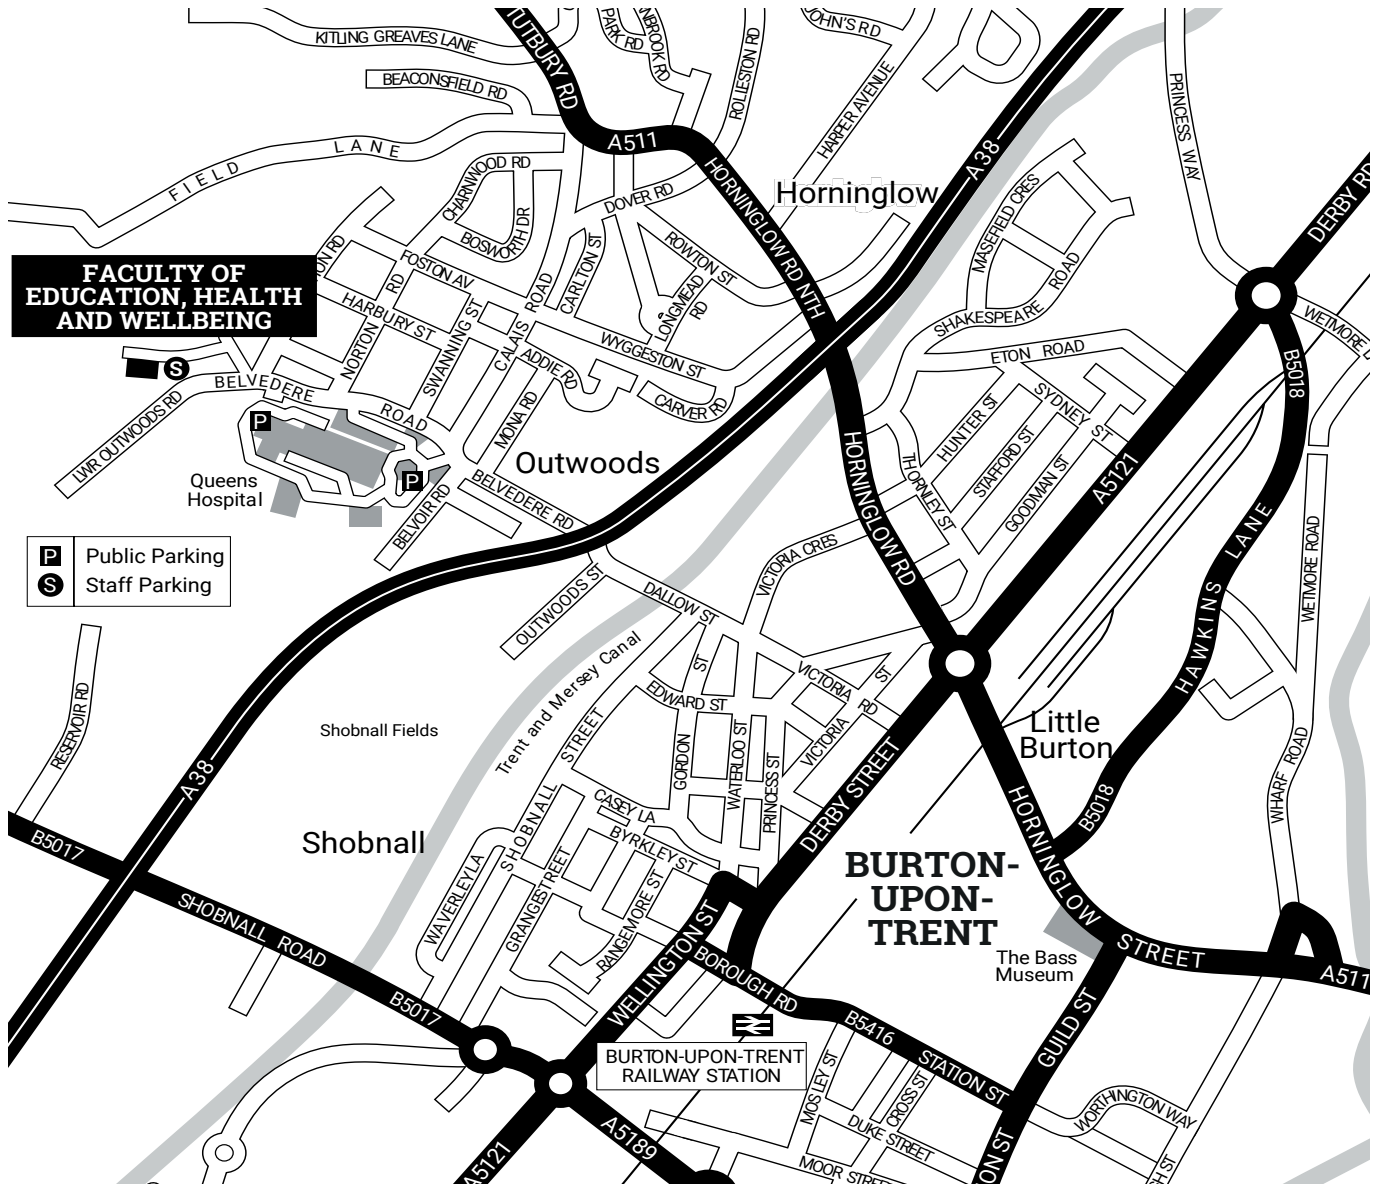 TUTBURY RD
PARK RD
ROLLESTON RD
KITLING GREAVES LANE
BEACONSFIELD RD
HARPER AVENUE
PRINCESS WAY
A511
A38
FIELD LANE
CHARNWOOD RD
BOSWORTH DR
DOVER RD
HORNINGLOW RD NTH
Horninglow
MASEFIELD CRES
DERBY RD
FACULTY OF
EDUCATION, HEALTH
AND WELLBEING
FOSTON AV
CARLTON ST
ROWTON ST
LONGMEAD
RD
SHAKESPEARE ROAD
HARBURY ST
NORTON RD
SWANNING ST
CALAIS ROAD
ADDIE RD
WYGGESTON ST
CARVER RD
ETON ROAD
WETMORE
B5018
S
BELVEDERE ROAD
LWR OUTWOODS RD
MONA RD
SYDNEY ST
HUNTER ST
STAFFORD ST
GOODMAN ST
THORNLEY ST
A5121
P
P
Queens
Hospital
Outwoods
BELVEDERE RD
BELVOIR RD
HORNINGLOW RD
HAWKINS LANE
WETMORE ROAD
P Public Parking
S Staff Parking
VICTORIA CRES
OUTWOODS ST
DALLOW ST
Trent and Mersey Canal
RESERVOIR RD
EDWARD ST
VICTORIA RD
VICTORIA
ST
Shobnall Fields
SHOBNALL STREET
GORDON
ST
WATERLOO ST
PRINCESS ST
DERBY STREET
Little
Burton
A38
CASEY LA
BYRKLEY ST
HORNINGLOW STREET
B5018
WHARF ROAD
B5017
Shobnall
WAVERLEY LA
GRANGE STREET
RANGEMORE ST
BURTON-
UPON-
TRENT
SHOBNALL ROAD
WELLINGTON ST
BOROUGH RD
The Bass
Museum
A511
B5017
B5416
STATION ST
GUILD ST
BURTON-UPON-TRENT
RAILWAY STATION
MOSLEY ST
CROSS ST
DUKE STREET
WORTHINGTON WAY
A5121
A5189
MOOR STREE